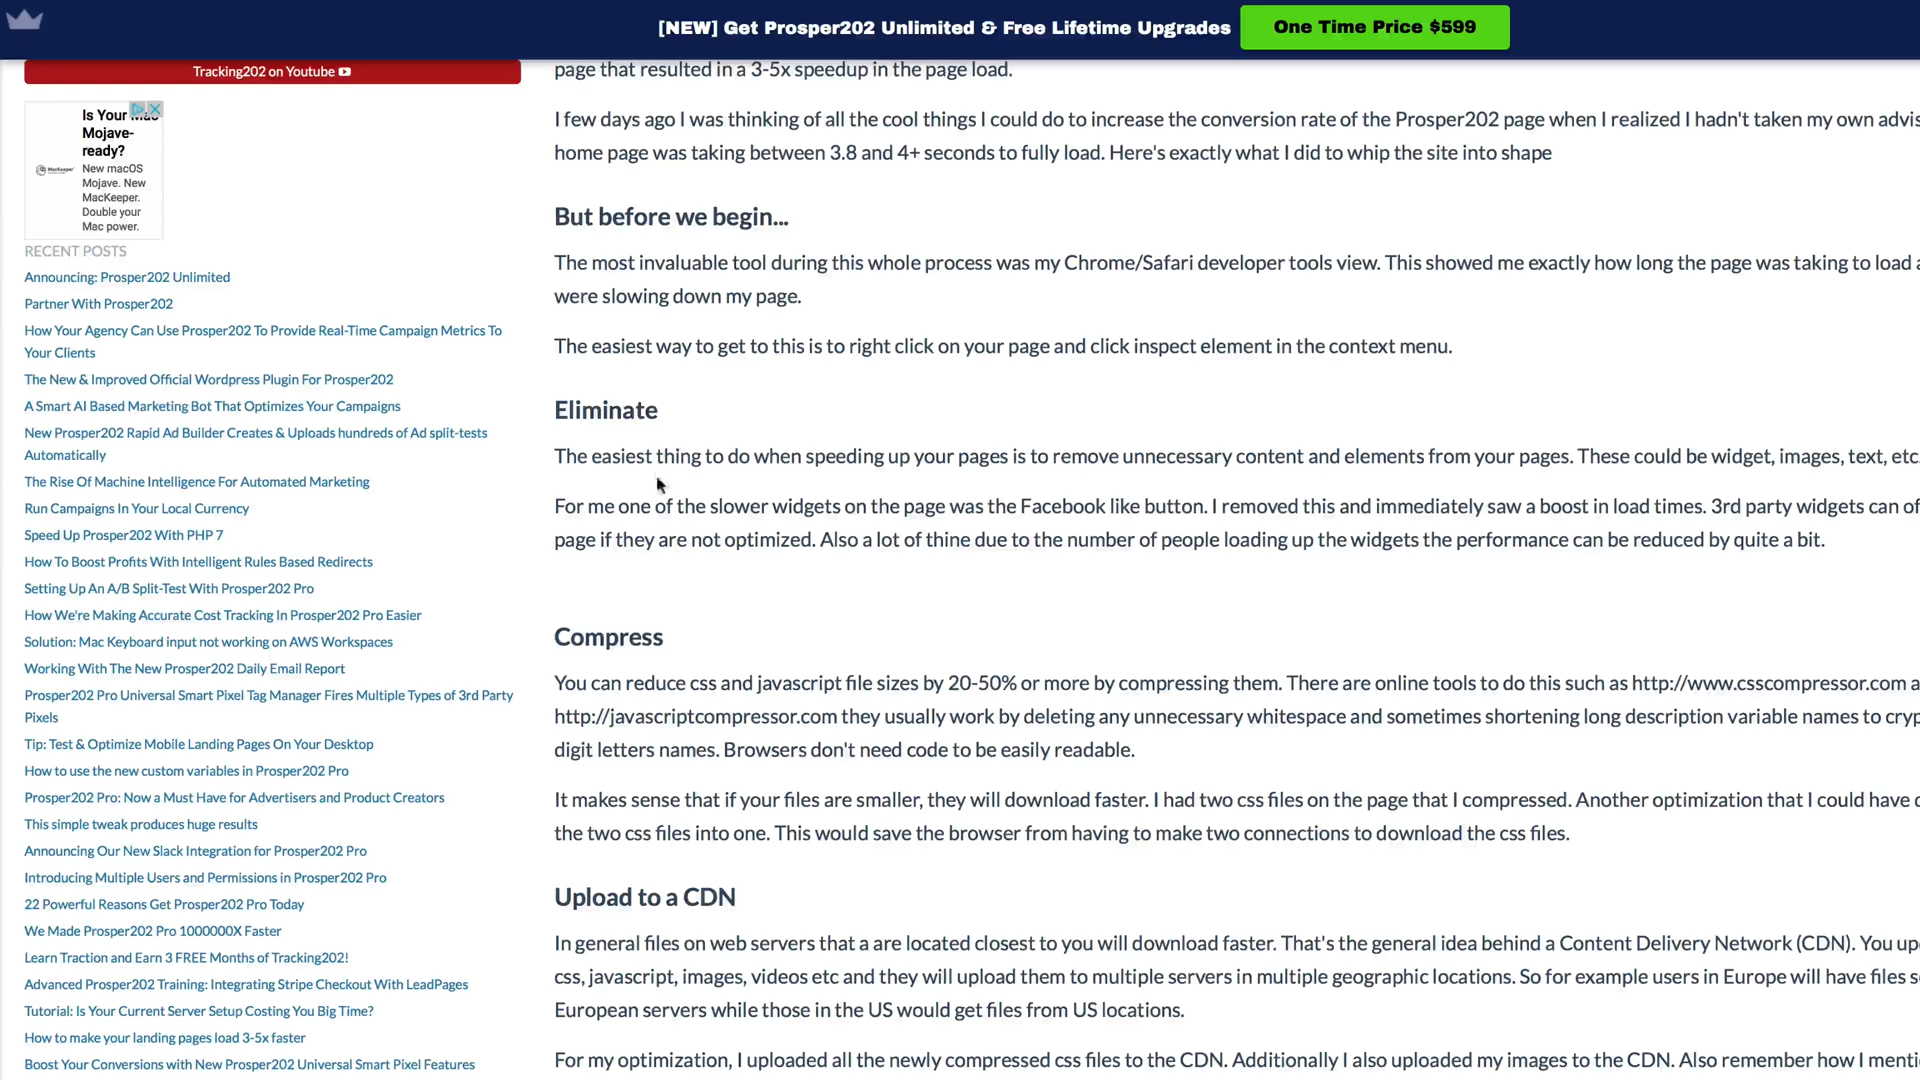 [NEW] Get Prosper202 Unlimited & Free Lifetime Upgrades
One Time Price $599
Tracking202 on Youtube
Is Your Mac
Mojave-
ready?
MacKeeper
New macOS
Mojave. New
MacKeeper.
Double your
Mac power.
RECENT POSTS
Announcing: Prosper202 Unlimited
Partner With Prosper202
How Your Agency Can Use Prosper202 To Provide Real-Time Campaign Metrics To
Your Clients
The New & Improved Official Wordpress Plugin For Prosper202
A Smart AI Based Marketing Bot That Optimizes Your Campaigns
New Prosper202 Rapid Ad Builder Creates & Uploads hundreds of Ad split-tests
Automatically
The Rise Of Machine Intelligence For Automated Marketing
Run Campaigns In Your Local Currency
Speed Up Prosper202 With PHP 7
How To Boost Profits With Intelligent Rules Based Redirects
Setting Up An A/B Split-Test With Prosper202 Pro
How We're Making Accurate Cost Tracking In Prosper202 Pro Easier
Solution: Mac Keyboard input not working on AWS Workspaces
Working With The New Prosper202 Daily Email Report
Prosper202 Pro Universal Smart Pixel Tag Manager Fires Multiple Types of 3rd Party
Pixels
Tip: Test & Optimize Mobile Landing Pages On Your Desktop
How to use the new custom variables in Prosper202 Pro
Prosper202 Pro: Now a Must Have for Advertisers and Product Creators
This simple tweak produces huge results
Announcing Our New Slack Integration for Prosper202 Pro
Introducing Multiple Users and Permissions in Prosper202 Pro
22 Powerful Reasons Get Prosper202 Pro Today
We Made Prosper202 Pro 1000000X Faster
Learn Traction and Earn 3 FREE Months of Tracking202!
Advanced Prosper202 Training: Integrating Stripe Checkout With LeadPages
Tutorial: Is Your Current Server Setup Costing You Big Time?
How to make your landing pages load 3-5x faster
Boost Your Conversions with New Prosper202 Universal Smart Pixel Features
page that resulted in a 3-5x speedup in the page load.
I few days ago I was thinking of all the cool things I could do to increase the conversion rate of the Prosper202 page when I realized I hadn't taken my own advis
home page was taking between 3.8 and 4+ seconds to fully load. Here's exactly what I did to whip the site into shape
But before we begin...
The most invaluable tool during this whole process was my Chrome/Safari developer tools view. This showed me exactly how long the page was taking to load a
were slowing down my page.
The easiest way to get to this is to right click on your page and click inspect element in the context menu.
Eliminate
The easiest thing to do when speeding up your pages is to remove unnecessary content and elements from your pages. These could be widget, images, text, etc.
For me one of the slower widgets on the page was the Facebook like button. I removed this and immediately saw a boost in load times. 3rd party widgets can of
page if they are not optimized. Also a lot of thine due to the number of people loading up the widgets the performance can be reduced by quite a bit.
Compress
You can reduce css and javascript file sizes by 20-50% or more by compressing them. There are online tools to do this such as http://www.csscompressor.com a
http://javascriptcompressor.com they usually work by deleting any unnecessary whitespace and sometimes shortening long description variable names to cryp
digit letters names. Browsers don't need code to be easily readable.
It makes sense that if your files are smaller, they will download faster. I had two css files on the page that I compressed. Another optimization that I could have d
the two css files into one. This would save the browser from having to make two connections to download the css files.
Upload to a CDN
In general files on web servers that a are located closest to you will download faster. That's the general idea behind a Content Delivery Network (CDN). You up
css, javascript, images, videos etc and they will upload them to multiple servers in multiple geographic locations. So for example users in Europe will have files s
European servers while those in the US would get files from US locations.
For my optimization, I uploaded all the newly compressed css files to the CDN. Additionally I also uploaded my images to the CDN. Also remember how I menti